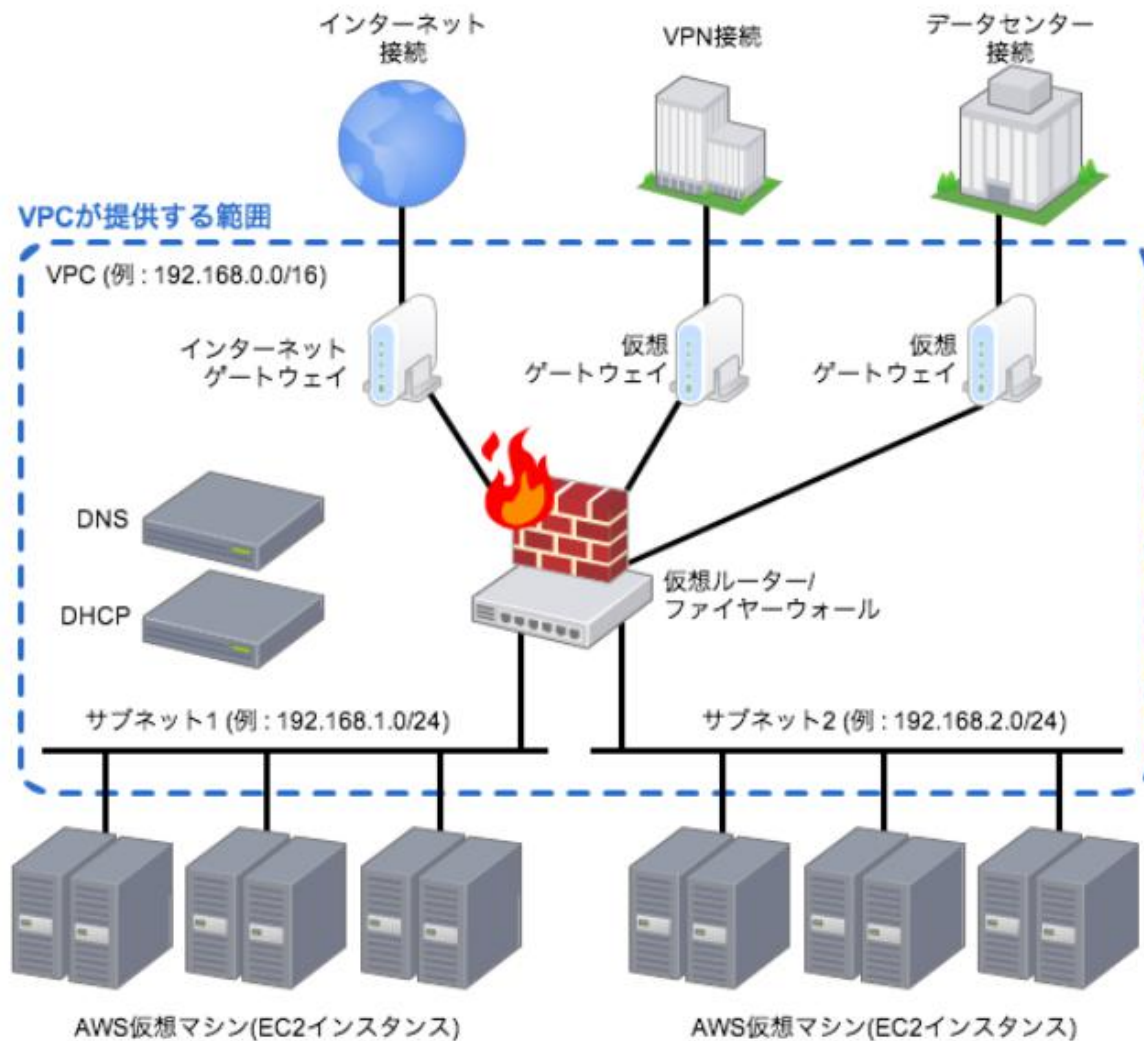 インターネット
接続
VPN接続
データセンター
接続
VPCが提供する範囲
VPC (例 : 192.168.0.0/16)
インターネット
ゲートウェイ
仮想
ゲートウェイ
仮想
ゲートウェイ
DNS
DHCP
仮想ルーター/
ファイヤーウォール
サブネット1 (例 : 192.168.1.0/24)
サブネット2 (例 : 192.168.2.0/24)
AWS仮想マシン(EC2インスタンス)
AWS仮想マシン(EC2インスタンス)